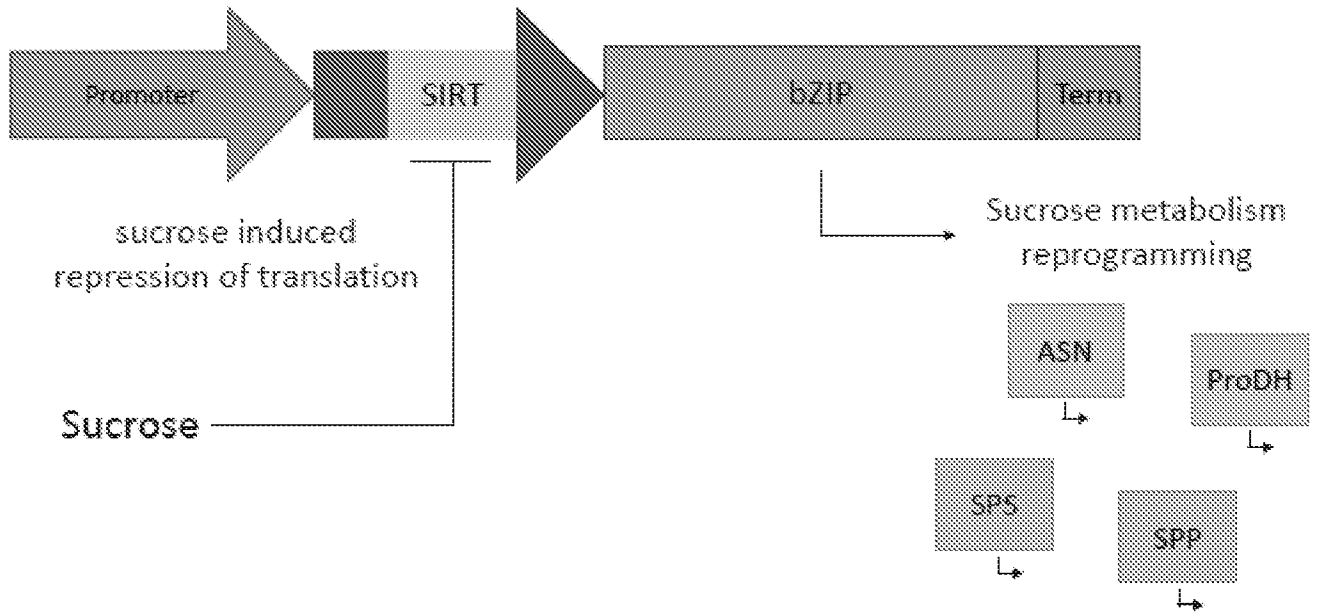 Promoter
SIRT
bZIP
Term
sucrose induced
repression of translation
Sucrose metabolism
reprogramming
ASN
ProDH
Sucrose
SPS
SPP